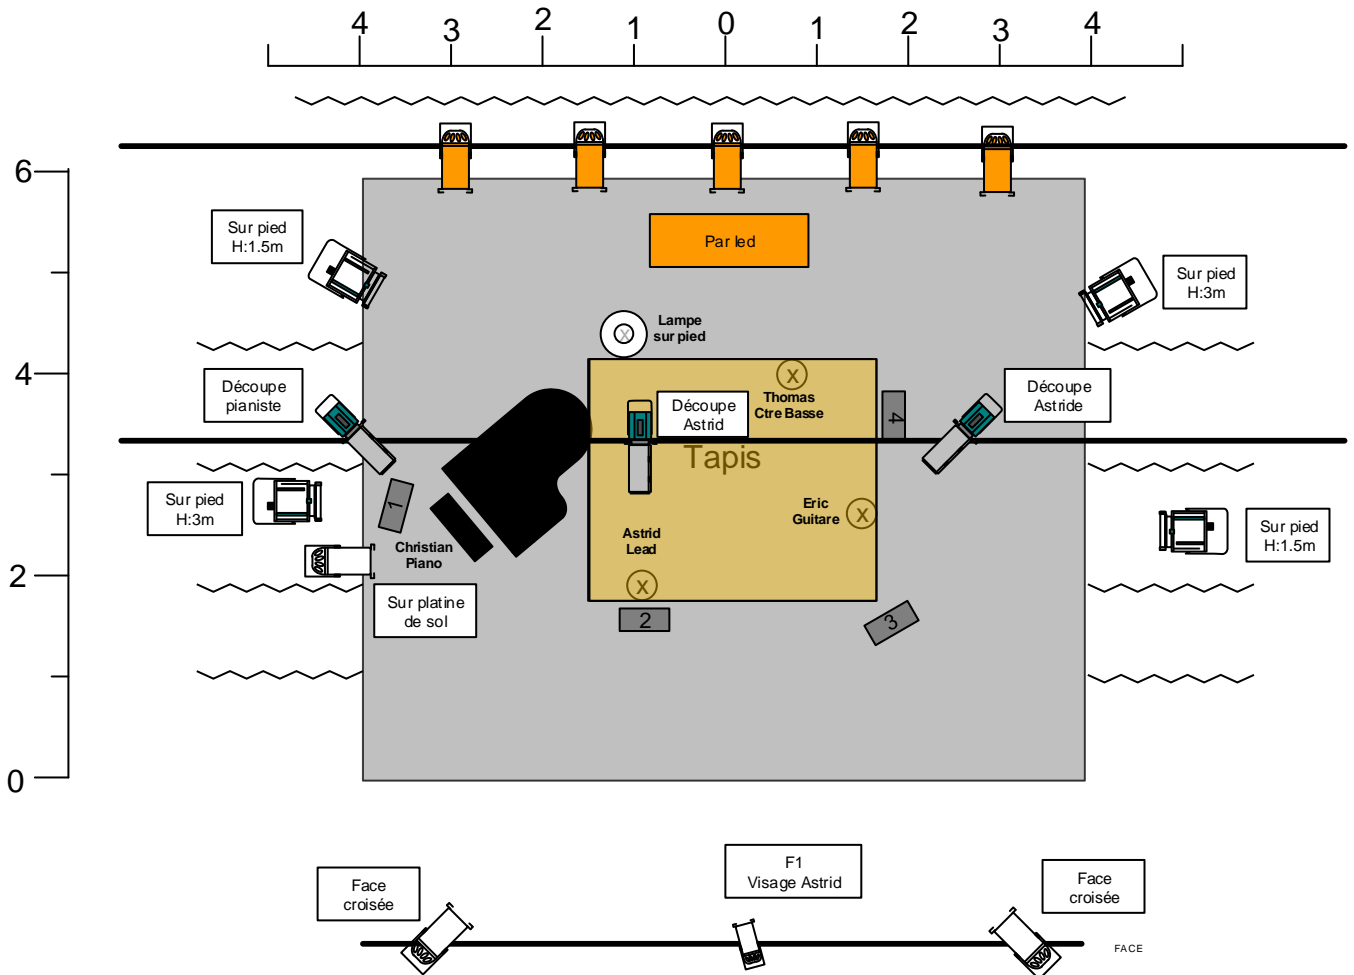 4 3 2 1 0 1 2 3 4
6
Sur pied
H:1.5m
Par led
Sur pied
H:3m
Lampe
sur pied
X
4
Découpe
pianiste
Découpe
Astrid
X
Thomas
Ctre Basse
4
Découpe
Astride
Tapis
Sur pied
H:3m
1
Christian
Piano
Eric
Guitare
X
Astrid
Lead
X
Sur pied
H:1.5m
2
Sur platine
de sol
2
3
0
F1
Visage Astrid
Face
croisée
Face
croisée
FACE